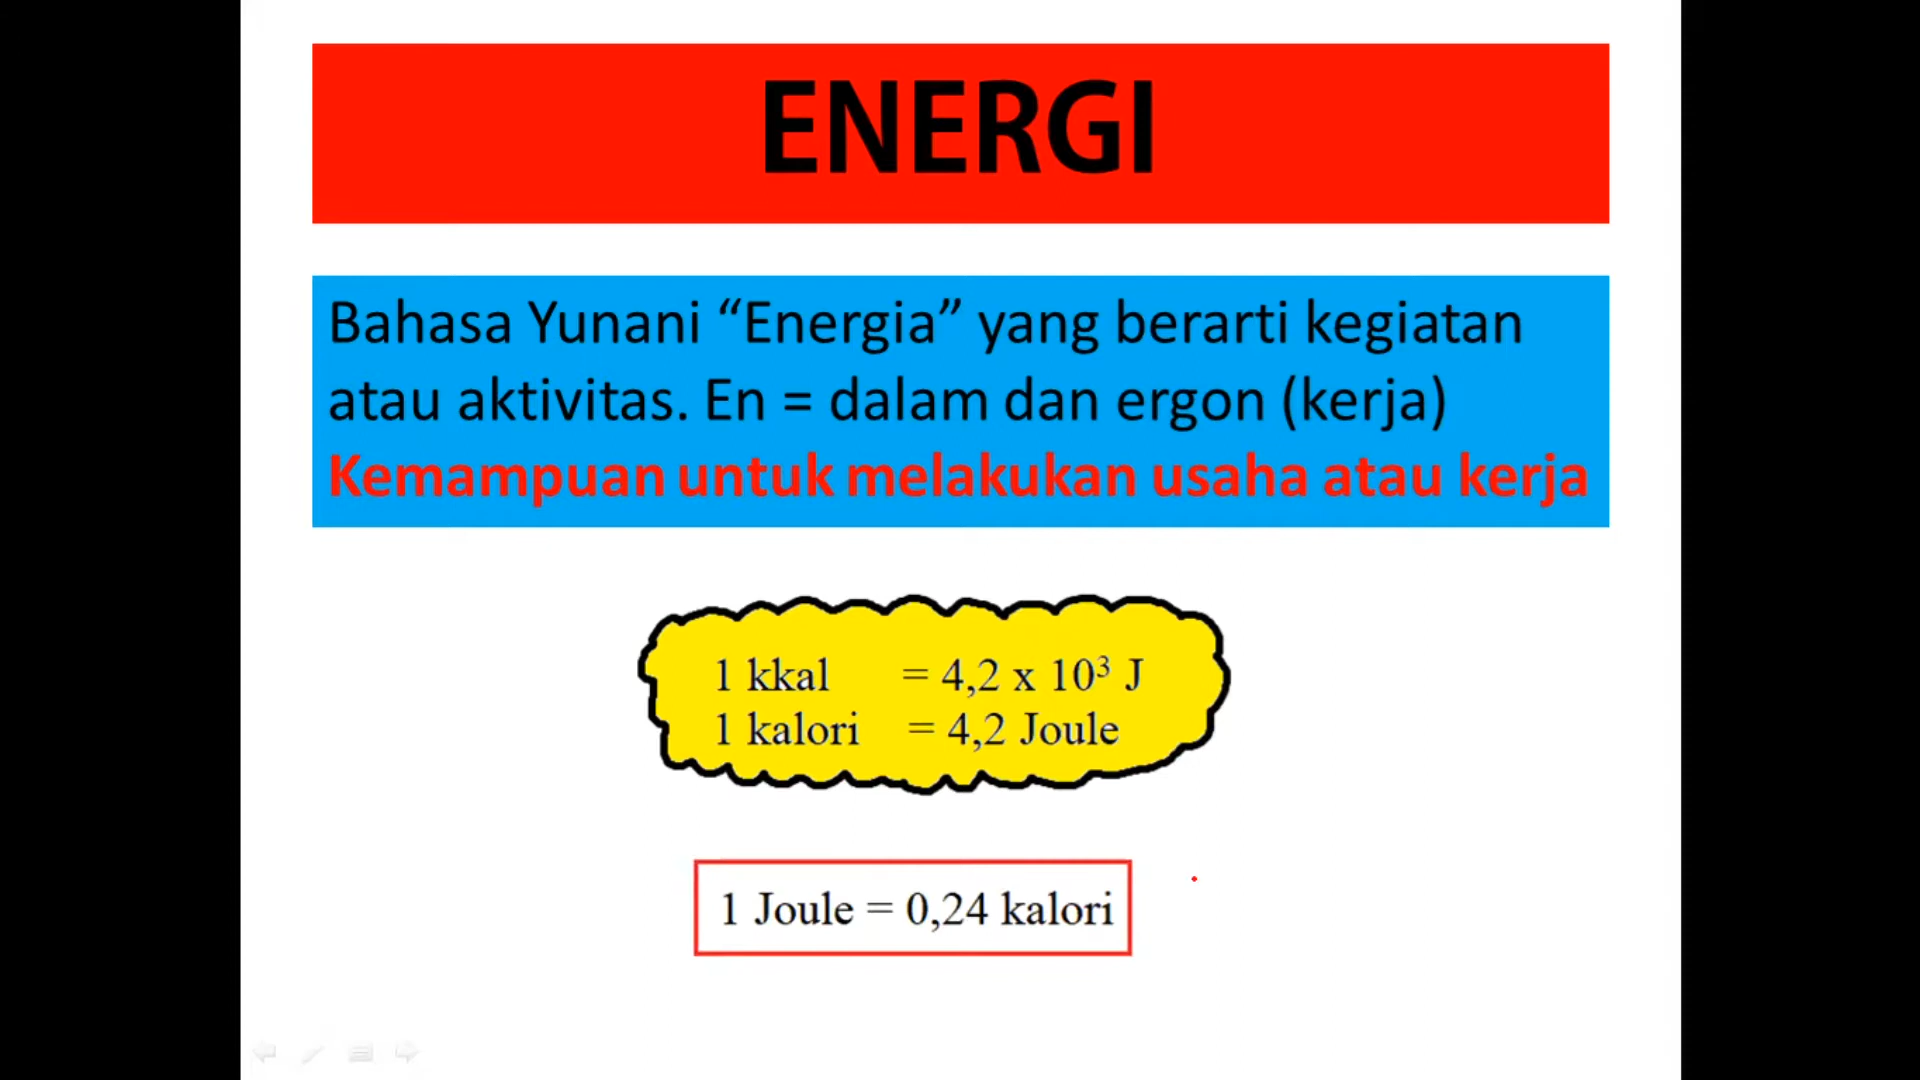 ENERGI
Bahasa Yunani “Energia” yang berarti kegiatan
atau aktivitas. En = dalam dan ergon (kerja)
Kemampuan untuk melakukan usaha atau kerja
1 kkal = 4,2 x 10³ J
1 kalori = 4,2 Joule
1 Joule = 0,24 kalori